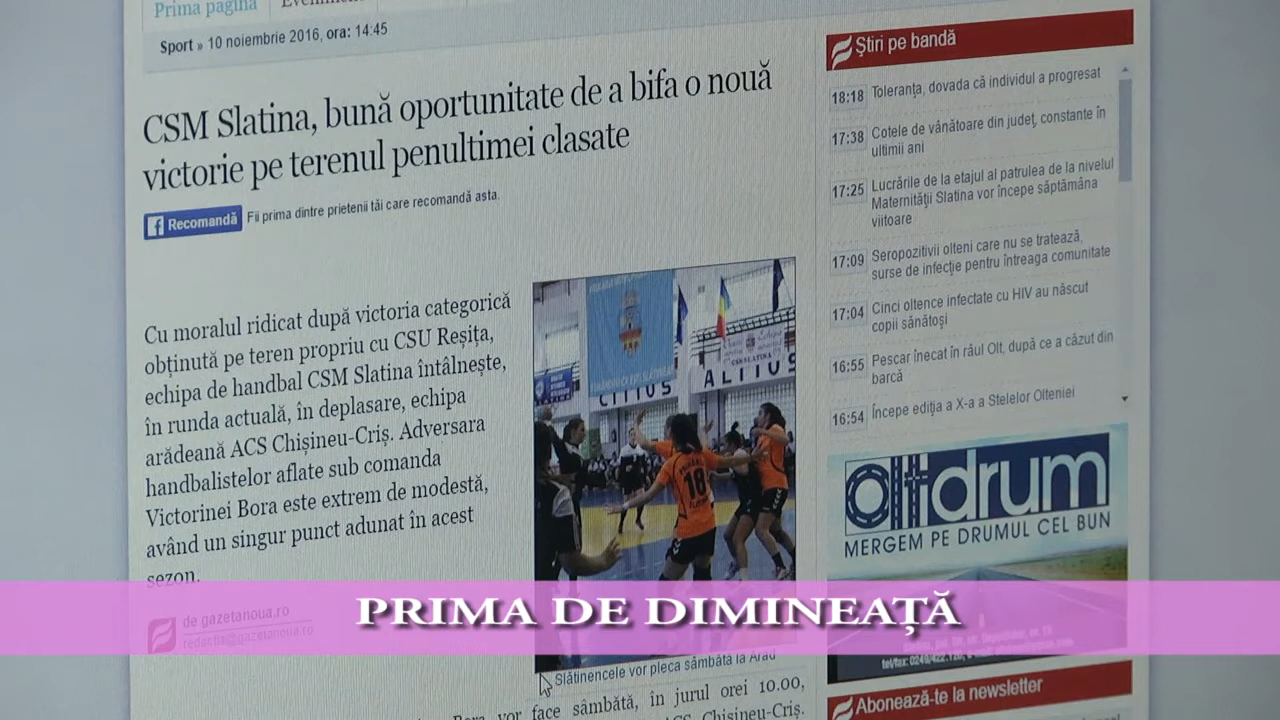 Prima pagină
Sport » 10 noiembrie 2016, ora: 14:45
CSM Slatina, bună oportunitate de a bifa o nouă
victorie pe terenul penultimei clasate
Recomandă
Fii prima dintre prietenii tăi care recomandă asta.
Cu moralul ridicat după victoria categorică
obținută pe teren propriu cu CSU Reșița,
echipa de handbal CSM Slatina întâlnește,
în runda actuală, în deplasare, echipa
arădeană ACS Chișineu-Criș. Adversara
handbalistelor aflate sub comanda
Victorinei Bora este extrem de modestă,
având un singur punct adunat în acest
sezon.
de gazetanoua.ro
redactia@gazetanoua.ro
CITIUS
ALTIUS
CSM SLATINA
18
Slătinencele vor pleca sâmbătă la Arad
Bora vor face sâmbătă, în jurul orei 10.00,
ACS Chișineu-Criș.
Știri pe bandă
18:18 Toleranța, dovada că individul a progresat
17:38 Cotele de vânătoare din județ, constante în
ultimii ani
17:25 Lucrările de la etajul al patrulea de la nivelul
Maternității Slatina vor începe săptămâna
viitoare
17:09 Seropozitivii olteni care nu se tratează,
surse de infecție pentru întreaga comunitate
17:04 Cinci oltence infectate cu HIV au născut
copii sănătoși
16:55 Pescar înecat în râul Olt, după ce a căzut din
barcă
16:54 Începe ediția a X-a a Stelelor Olteniei
oltidrum
MERGEM PE DRUMUL CEL BUN
Abonează-te la newsletter
PRIMA DE DIMINEAȚĂ